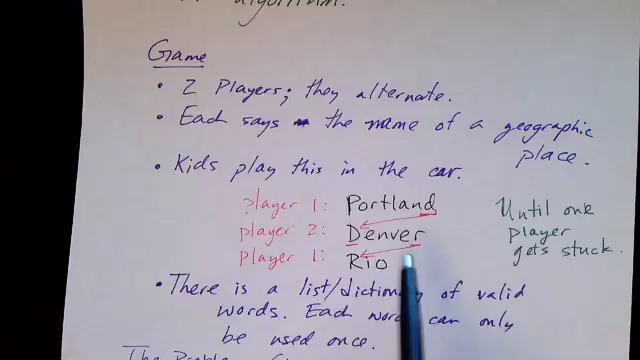 algorithm.
Game
• 2 Players; they alternate.
• Each says the name of a geographic
place.
• Kids play this in the car.
player 1: Portland
player 2: Denver
player 1: Rio
Until one
player
gets stuck.
• There is a list/dictionary of valid
words. Each word can only
be used once.
The Problem